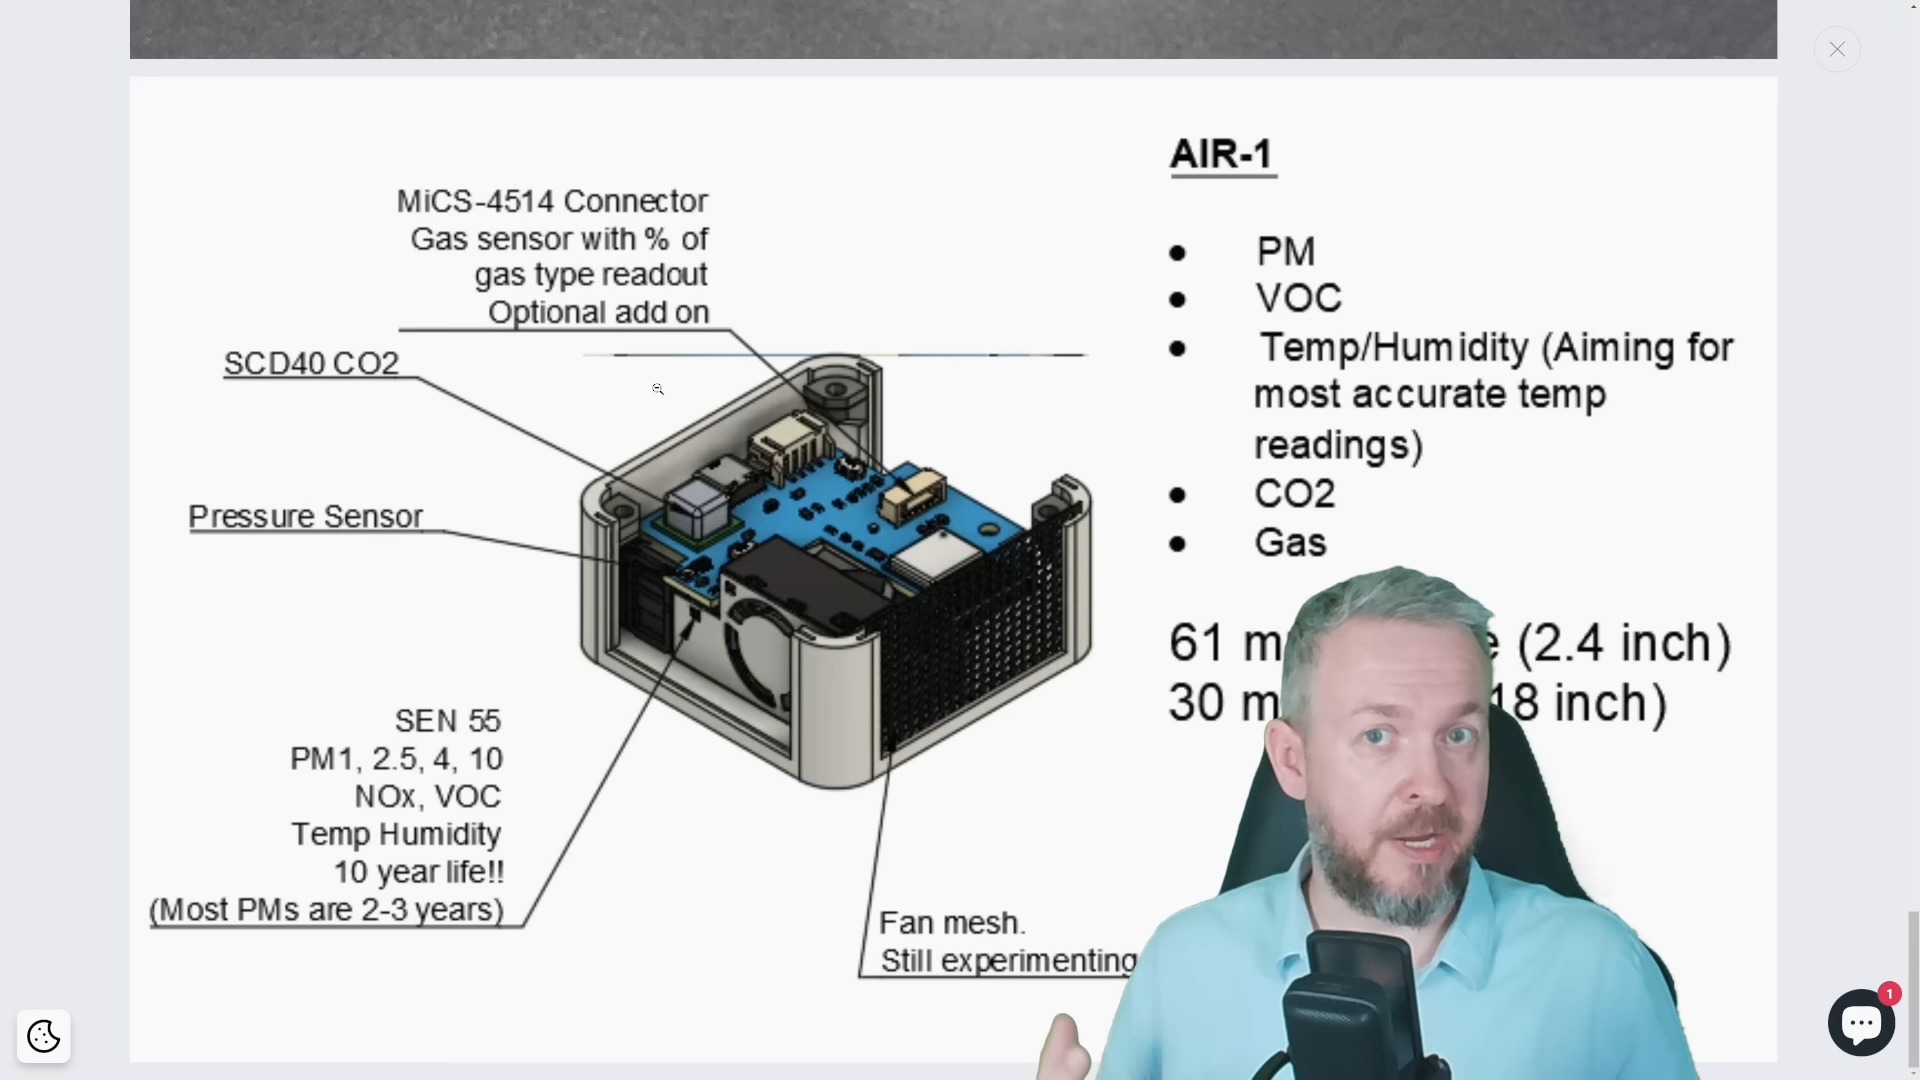 AIR-1
MiCS-4514 Connector
Gas sensor with % of
gas type readout
Optional add on
SCD40 CO2
Pressure Sensor
SEN 55
PM1, 2.5, 4, 10
NOx, VOC
Temp Humidity
10 year life!!
(Most PMs are 2-3 years)
Fan mesh.
Still experimenting
• PM
• VOC
• Temp/Humidity (Aiming for
most accurate temp
readings)
• CO2
• Gas
61 (2.4 inch)
30 inch)
1